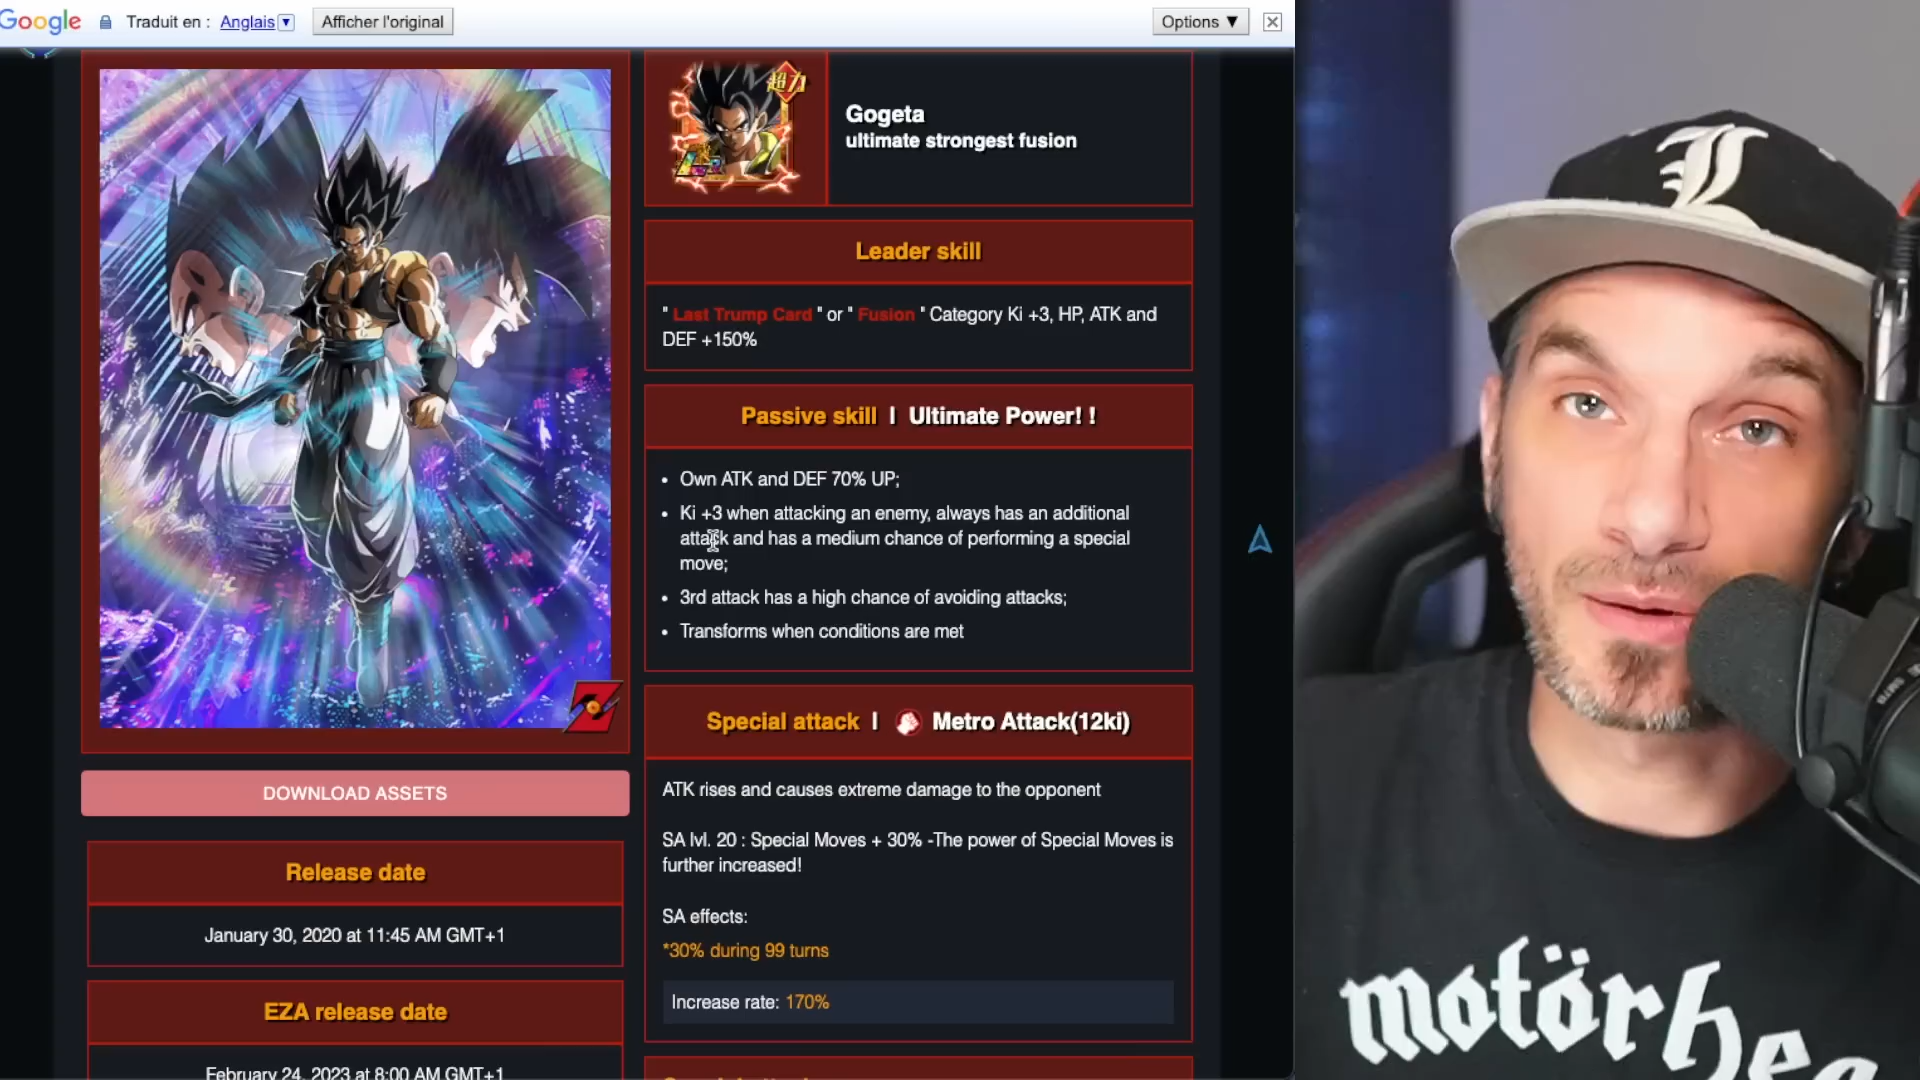 Google Traduit en : Anglais ▼ Afficher l'original Options ▼
超力
LR
Gogeta
ultimate strongest fusion
Leader skill
" Last Trump Card " or " Fusion " Category Ki +3, HP, ATK and
DEF +150%
Passive skill | Ultimate Power! !
• Own ATK and DEF 70% UP;
• Ki +3 when attacking an enemy, always has an additional
attack and has a medium chance of performing a special
move;
• 3rd attack has a high chance of avoiding attacks;
• Transforms when conditions are met
Special attack | Metro Attack(12ki)
ATK rises and causes extreme damage to the opponent
SA lvl. 20 : Special Moves + 30% -The power of Special Moves is
further increased!
SA effects:
*30% during 99 turns
Increase rate: 170%
Z
DOWNLOAD ASSETS
Release date
January 30, 2020 at 11:45 AM GMT+1
EZA release date
February 24, 2023 at 8:00 AM GMT+1
L
motörhea